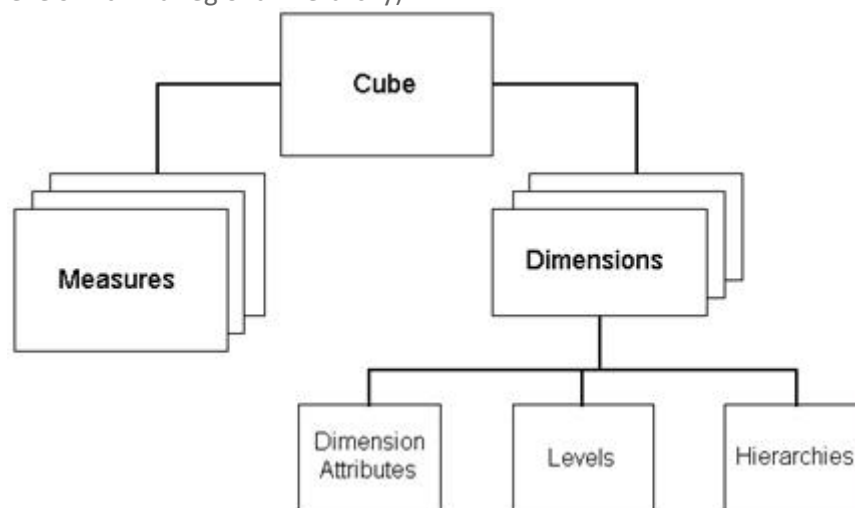 Cube
Measures
Dimensions
Dimension
Attributes
Levels
Hierarchies